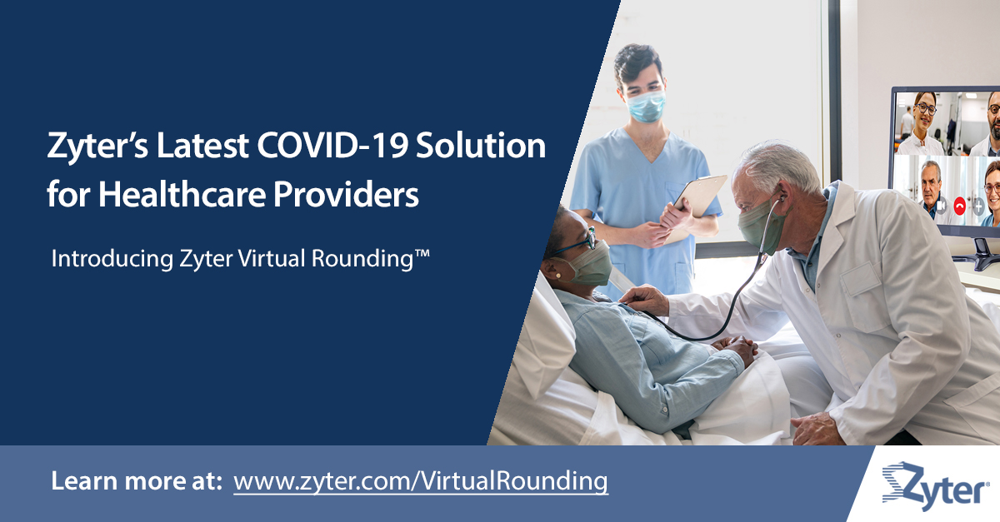 Zyter’s Latest COVID-19 Solution
for Healthcare Providers
Introducing Zyter Virtual Rounding™
Learn more at: www.zyter.com/VirtualRounding
Zyter®